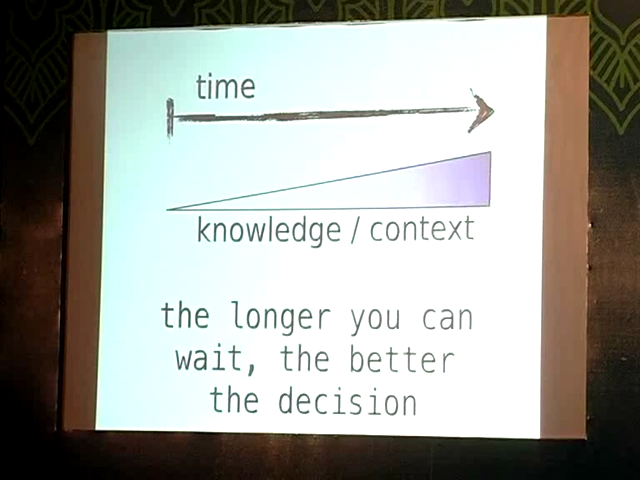 time
knowledge / context
the longer you can
wait, the better
the decision